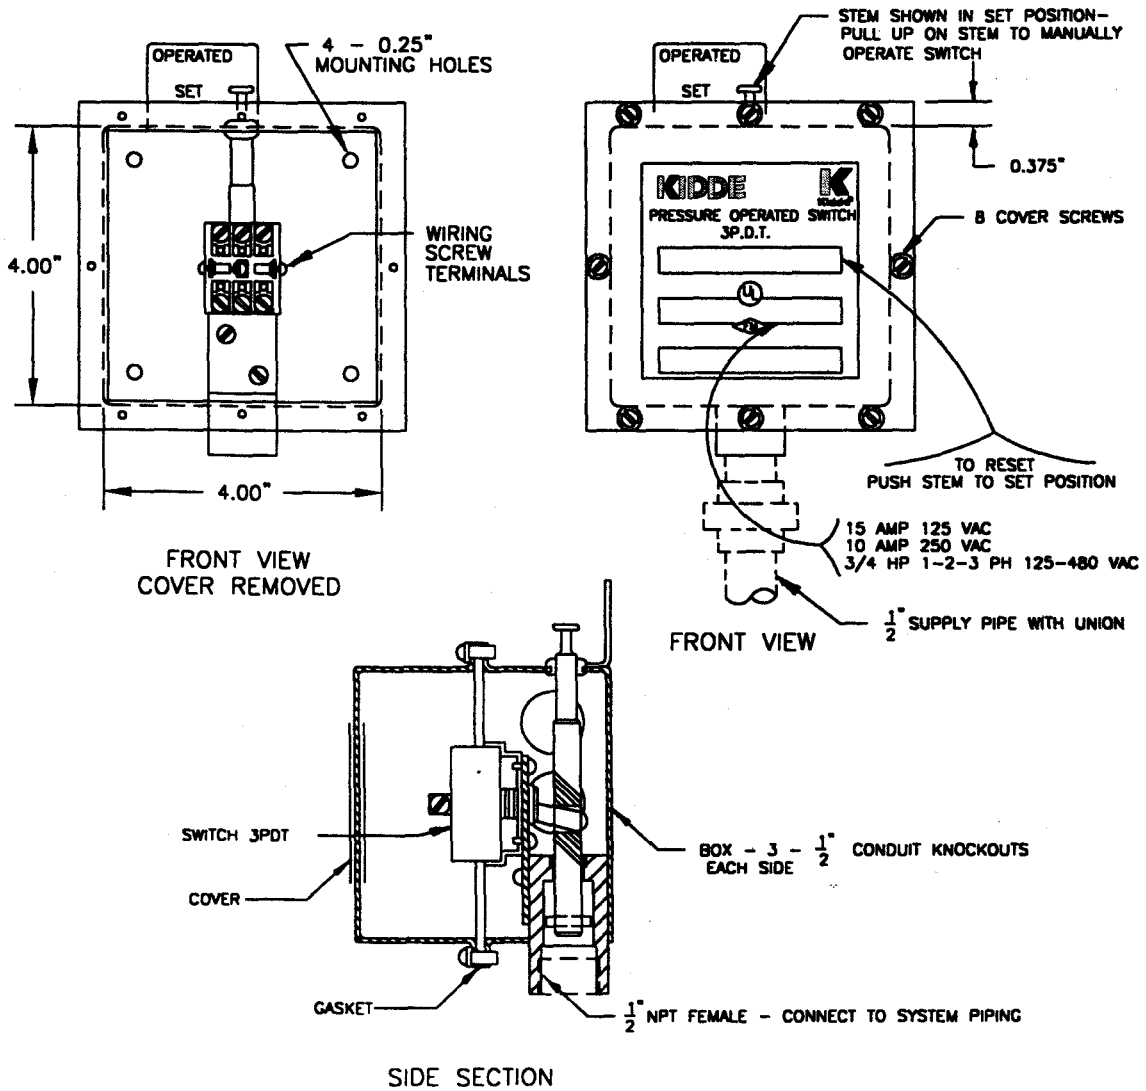 4 - 0.25"
MOUNTING HOLES
OPERATED
SET
4.00"
WIRING
SCREW
TERMINALS
4.00"
FRONT VIEW
COVER REMOVED
STEM SHOWN IN SET POSITION-
PULL UP ON STEM TO MANUALLY
OPERATE SWITCH
OPERATED
SET
0.375"
KIDDE
K
Kidde
PRESSURE OPERATED SWITCH
3P.D.T.
UL
8 COVER SCREWS
TO RESET
PUSH STEM TO SET POSITION
15 AMP 125 VAC
10 AMP 250 VAC
3/4 HP 1-2-3 PH 125-480 VAC
1/2" SUPPLY PIPE WITH UNION
FRONT VIEW
SWITCH 3PDT
COVER
GASKET
BOX - 3 - 1/2" CONDUIT KNOCKOUTS
EACH SIDE
1/2" NPT FEMALE - CONNECT TO SYSTEM PIPING
SIDE SECTION